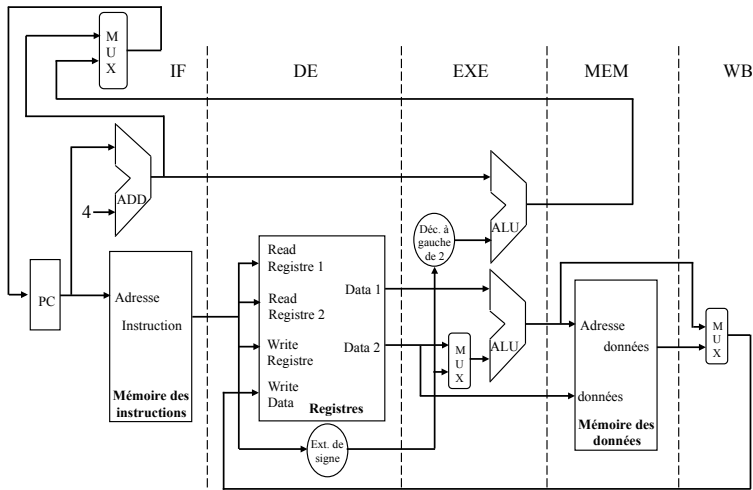 M
U
X
IF
DE
EXE
MEM
WB
ADD
4
ALU
Déc. à
gauche
de 2
PC
Adresse
Instruction
Mémoire des
instructions
Read
Registre 1
Read
Registre 2
Write
Registre
Write
Data
Data 1
Data 2
Registres
Ext. de
signe
M
U
X
ALU
Adresse
données
données
Mémoire des
données
M
U
X